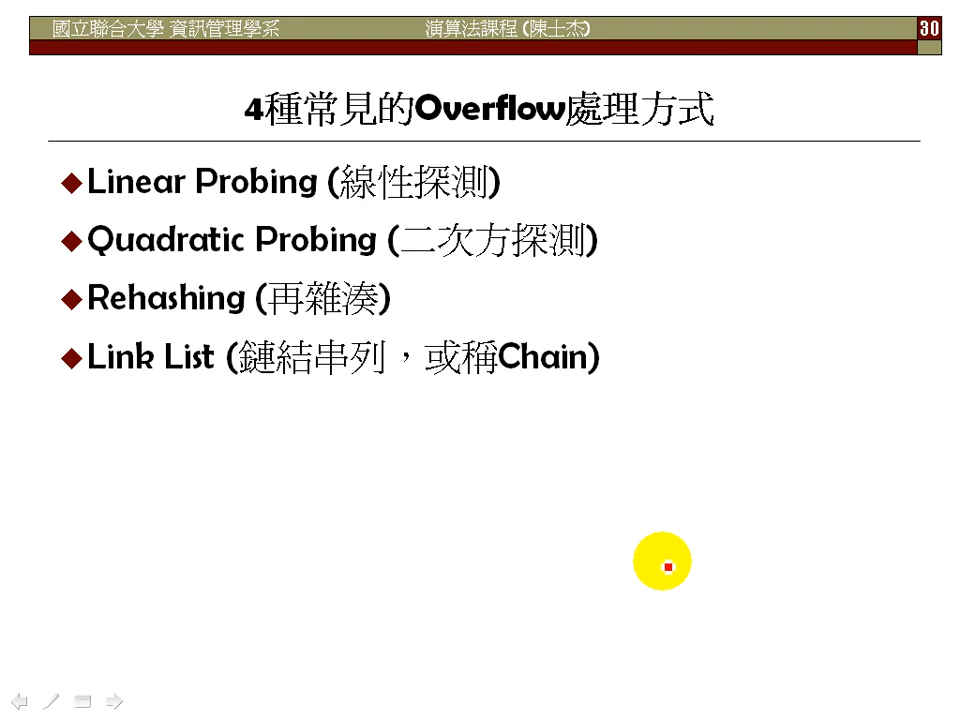 國立聯合大學 資訊管理學系 演算法課程 (陳士杰) 30
4種常見的Overflow處理方式
Linear Probing (線性探測)
Quadratic Probing (二次方探測)
Rehashing (再雜湊)
Link List (鏈結串列，或稱Chain)